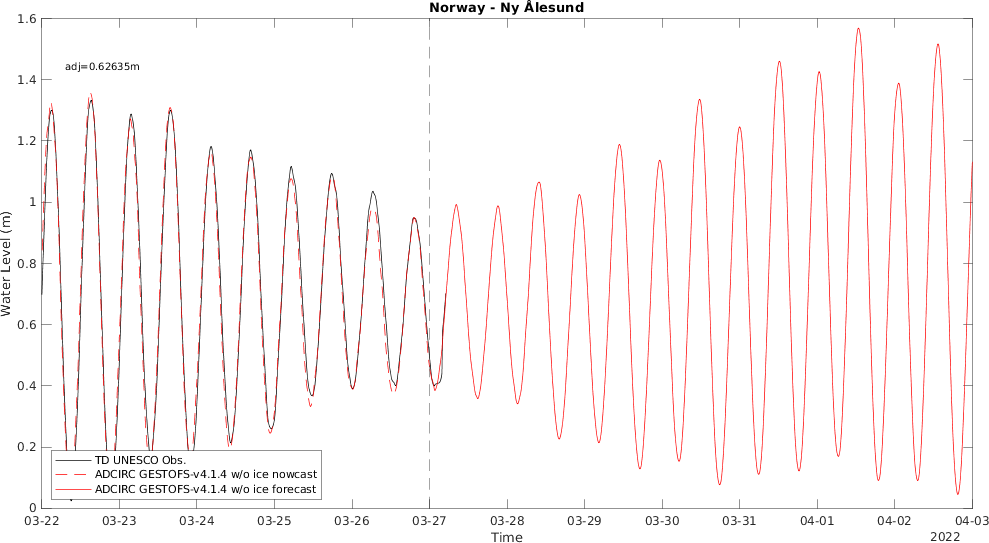 Norway - Ny Ålesund
1.6
adj=0.62635m
1.4
1.2
1
0.8
0.6
0.4
0.2
0
Water Level (m)
TD UNESCO Obs.
ADCIRC GESTOFS-v4.1.4 w/o ice nowcast
ADCIRC GESTOFS-v4.1.4 w/o ice forecast
03-22 03-23 03-24 03-25 03-26 03-27 03-28 03-29 03-30 03-31 04-01 04-02 04-03
Time
2022